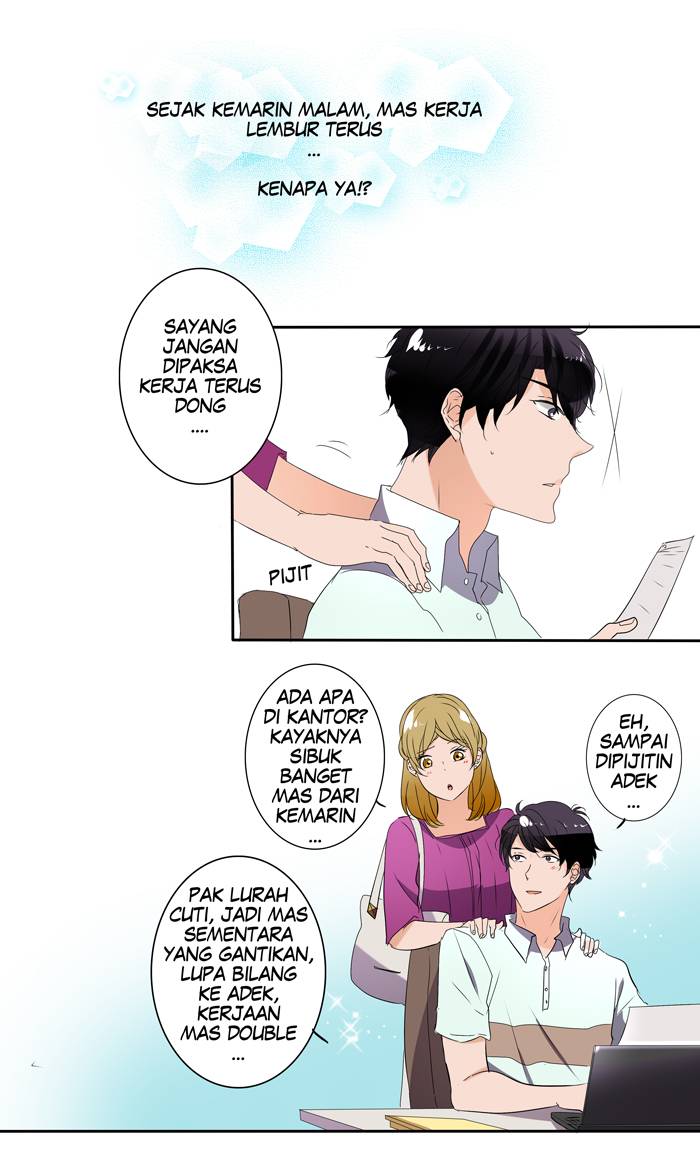 SEJAK KEMARIN MALAM, MAS KERJA
LEMBUR TERUS
...
KENAPA YA!?
SAYANG
JANGAN
DIPAKSA
KERJA TERUS
DONG
....
PIJIT
ADA APA
DI KANTOR?
KAYAKNYA
SIBUK
BANGET
MAS DARI
KEMARIN
...
EH,
SAMPAI
DIPIJITIN
ADEK
...
PAK LURAH
CUTI, JADI MAS
SEMENTARA
YANG GANTIKAN,
LUPA BILANG
KE ADEK,
KERJAAN
MAS DOUBLE
...